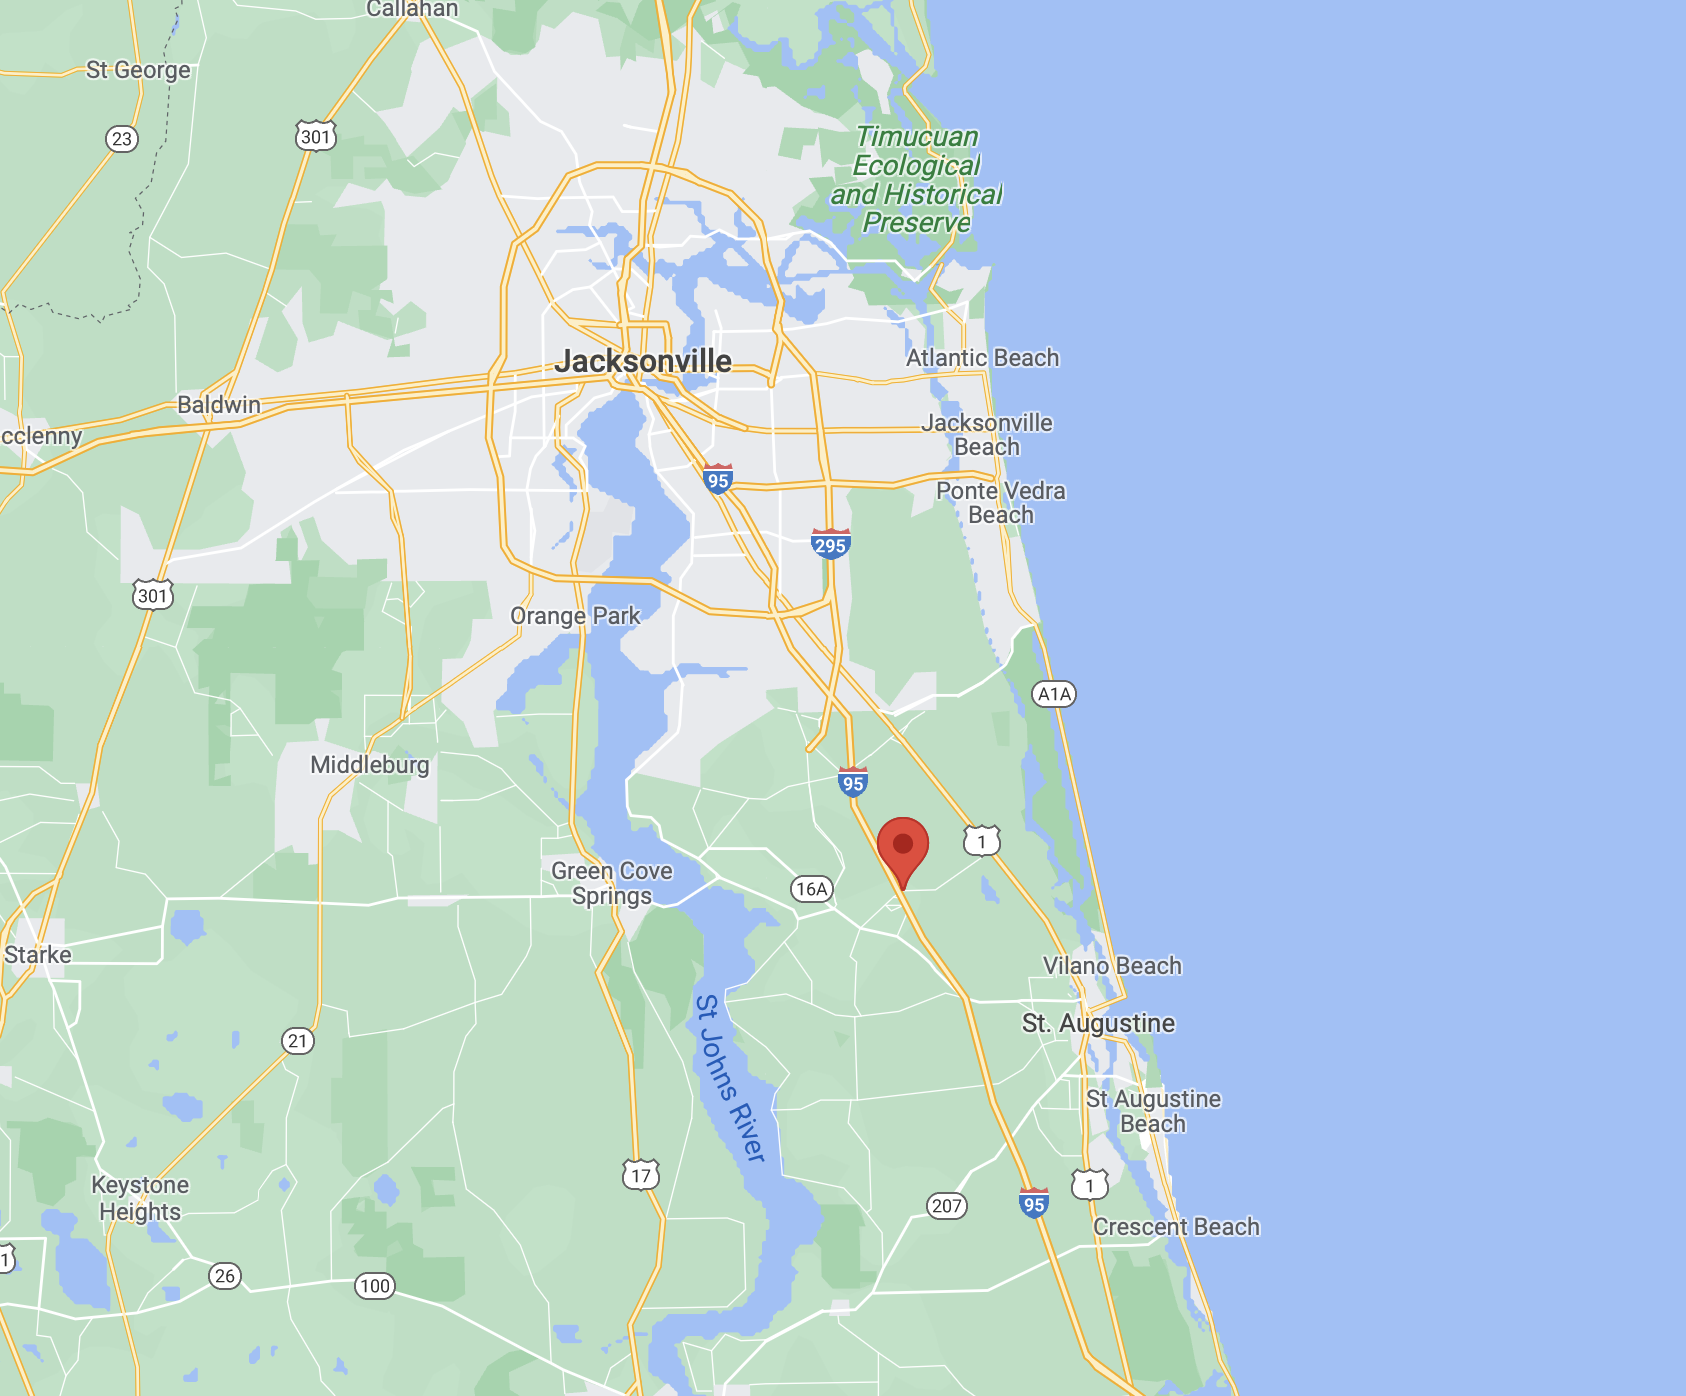 Callahan
St George
23
301
Timucuan
Ecological
and Historical
Preserve
Jacksonville
Atlantic Beach
Baldwin
Jacksonville
Beach
cclenny
95
Ponte Vedra
Beach
295
301
Orange Park
A1A
Middleburg
95
1
Green Cove
Springs
16A
Starke
Vilano Beach
St. Augustine
St Johns River
21
St Augustine
Beach
17
Keystone
Heights
1
95
207
Crescent Beach
1
26
100